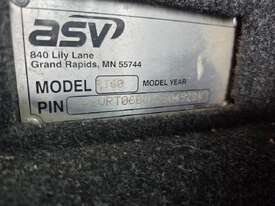 asv
840 Lily Lane
Grand Rapids, MN 55744
MODEL MODEL YEAR
PIN